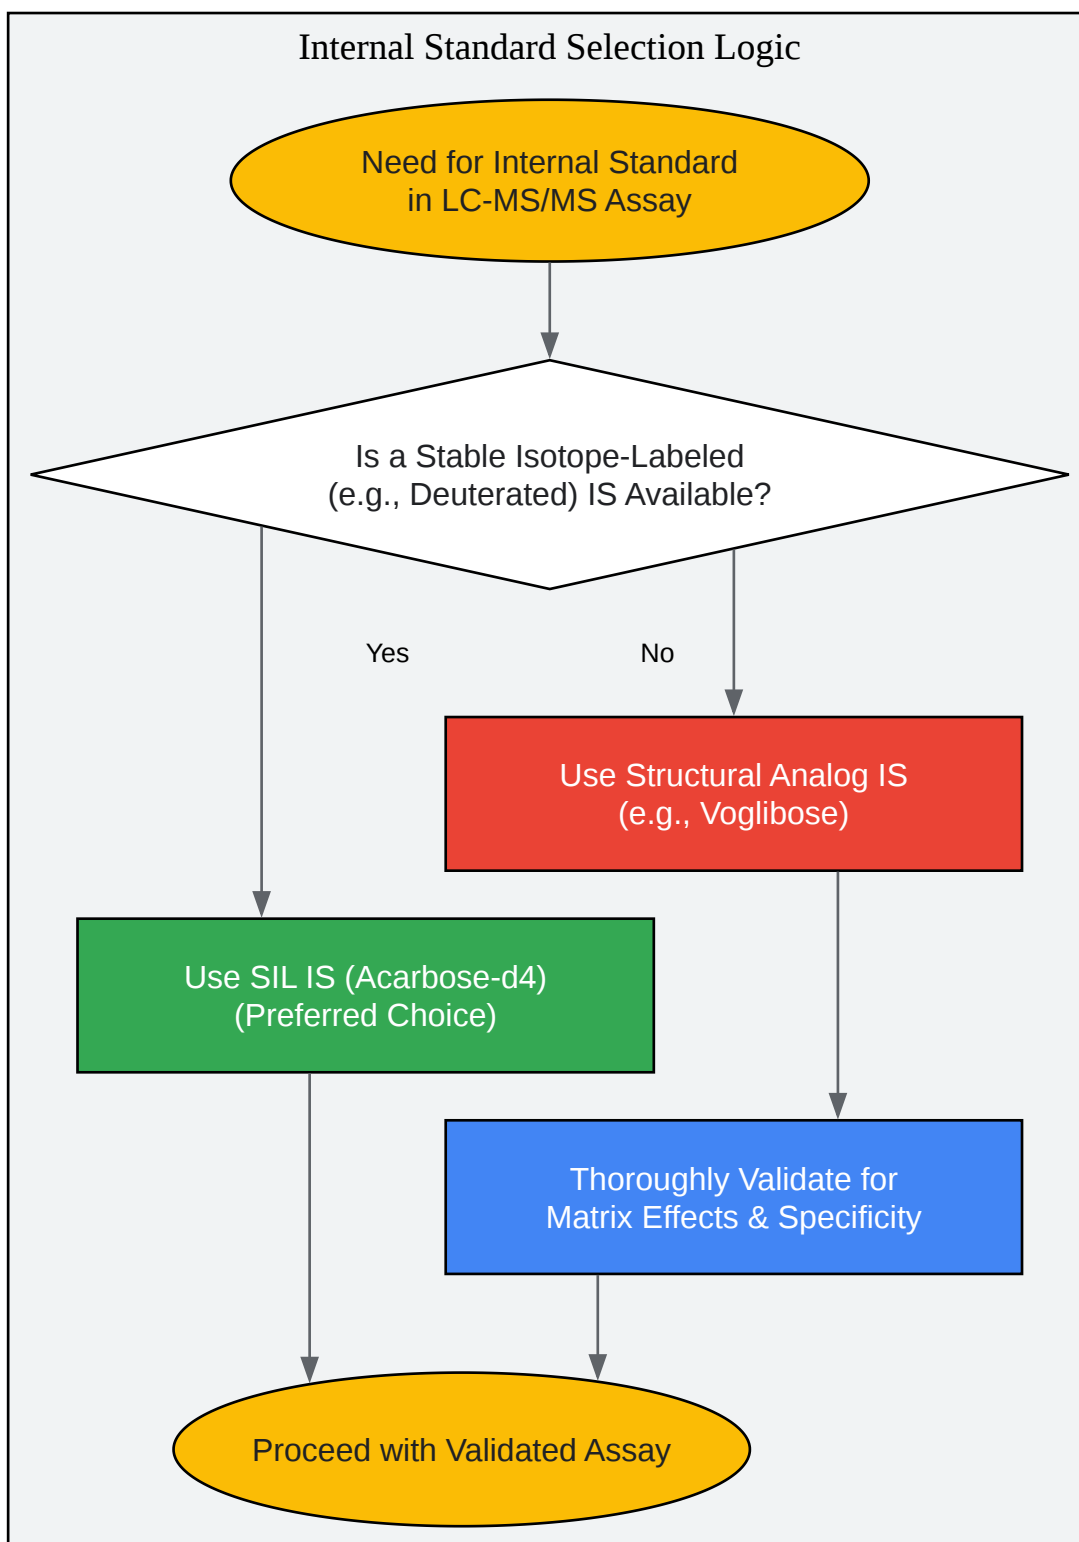 Internal Standard Selection Logic
Need for Internal Standard
in LC-MS/MS Assay
Is a Stable Isotope-Labeled
(e.g., Deuterated) IS Available?
Yes
No
Use Structural Analog IS
(e.g., Voglibose)
Use SIL IS (Acarbose-d4)
(Preferred Choice)
Thoroughly Validate for
Matrix Effects & Specificity
Proceed with Validated Assay